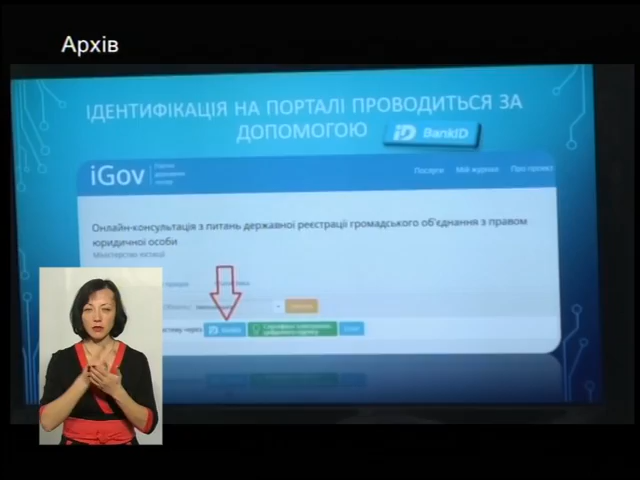 Архів
ІДЕНТИФІКАЦІЯ НА ПОРТАЛІ ПРОВОДИТЬСЯ ЗА
ДОПОМОГОЮ
iD BankID
iGov
Послуги Мій журнал Про проект
Онлайн-консультація з питань державної реєстрації громадського об'єднання з правом
юридичної особи
Міністерство юстиції
через